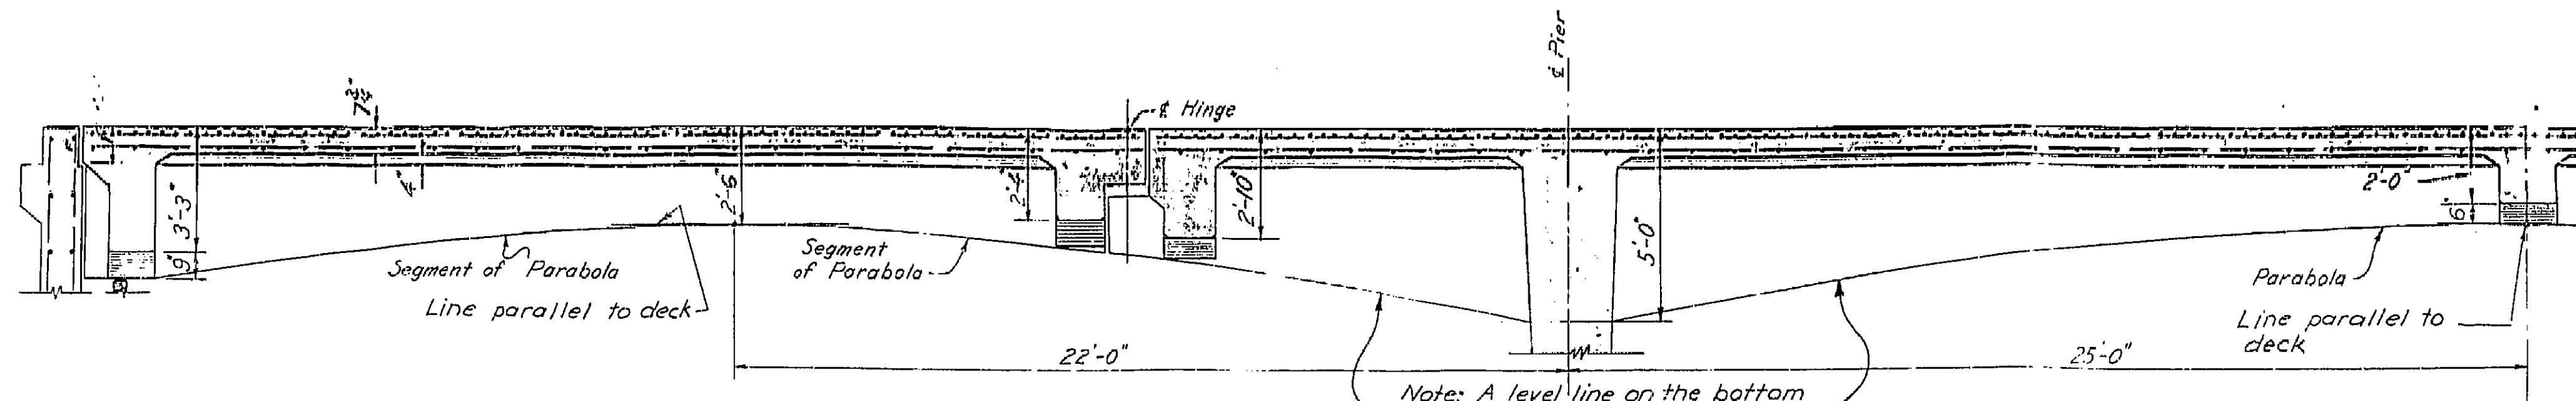 ℄ Pier
7¾"
℄ Hinge
4"
2'-6"
2'-4"
2'-10"
5'-0"
2'-0"
6"
3'-3"
9"
Segment of Parabola
Line parallel to deck
Segment
of Parabola
Parabola
Line parallel to
deck
22'-0"
25'-0"
Note: A level line on the bottom